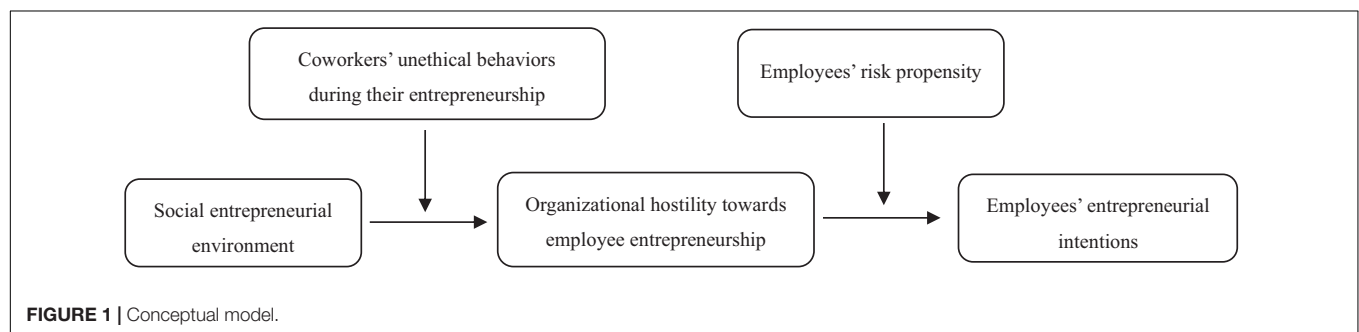 Coworkers’ unethical behaviors
during their entrepreneurship
Employees’ risk propensity
Social entrepreneurial
environment
Organizational hostility towards
employee entrepreneurship
Employees’ entrepreneurial
intentions
FIGURE 1 | Conceptual model.